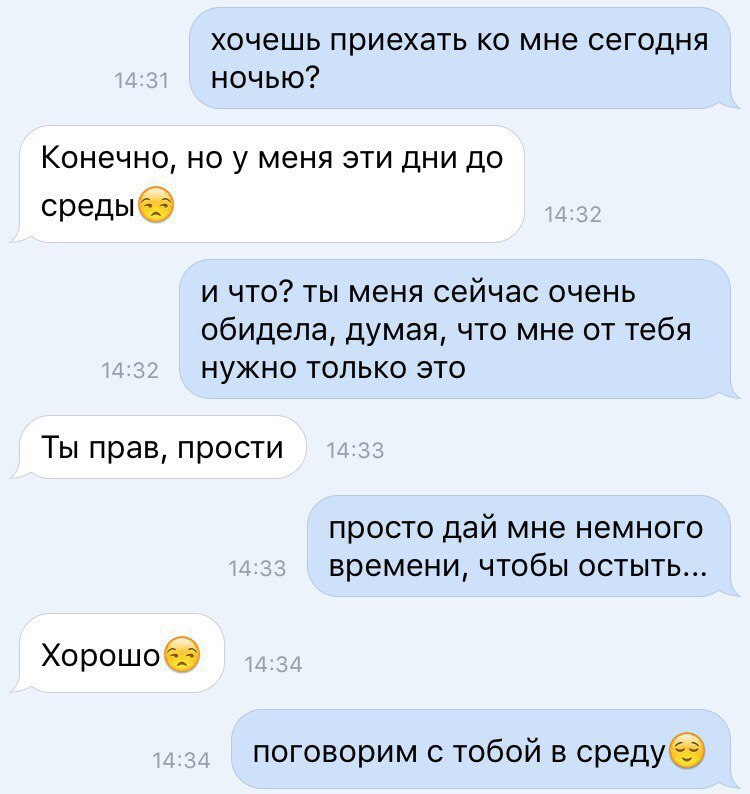 хочешь приехать ко мне сегодня
ночью?
14:31
Конечно, но у меня эти дни до
среды😒
14:32
и что? ты меня сейчас очень
обидела, думая, что мне от тебя
нужно только это
14:32
Ты прав, прости
14:33
просто дай мне немного
времени, чтобы остыть...
14:33
Хорошо😒
14:34
поговорим с тобой в среду😌
14:34